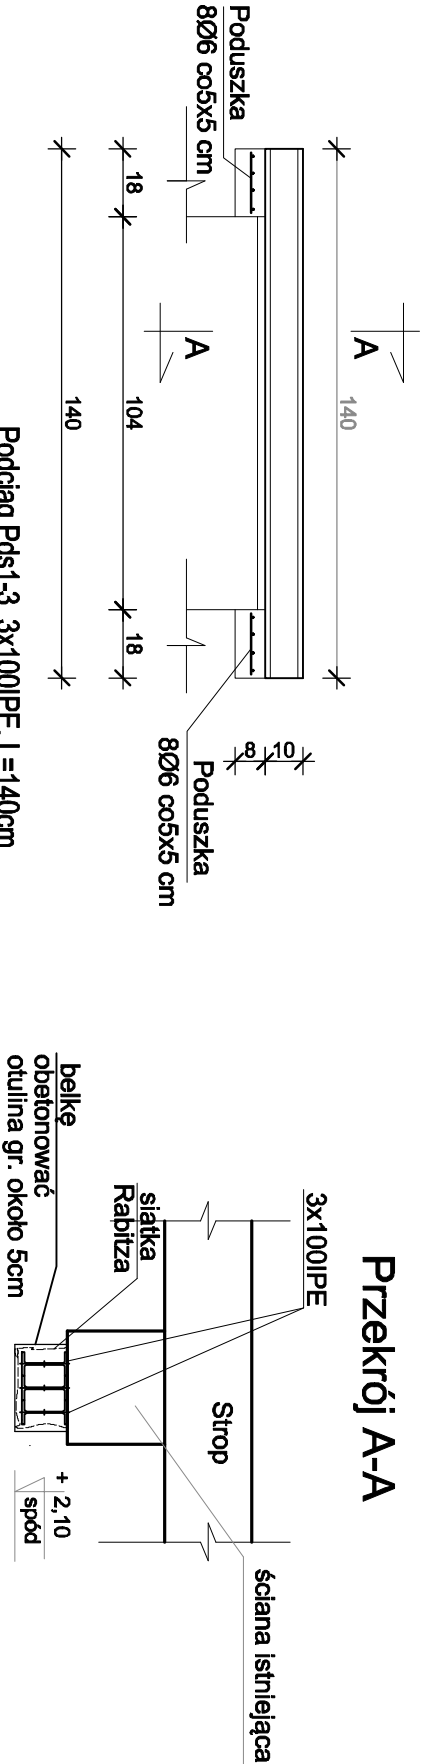 Poduszka
8Ø6 co5x5 cm
18
104
18
140
140
A
A
8
10
Poduszka
8Ø6 co5x5 cm
Podciąg Pds1-3 3x100IPE, L=140cm
Przekrój A-A
3x100IPE
Strop
ściana istniejąca
siatka
Rabitza
belkę
obetonować
otulina gr. około 5cm
+ 2,10
spód